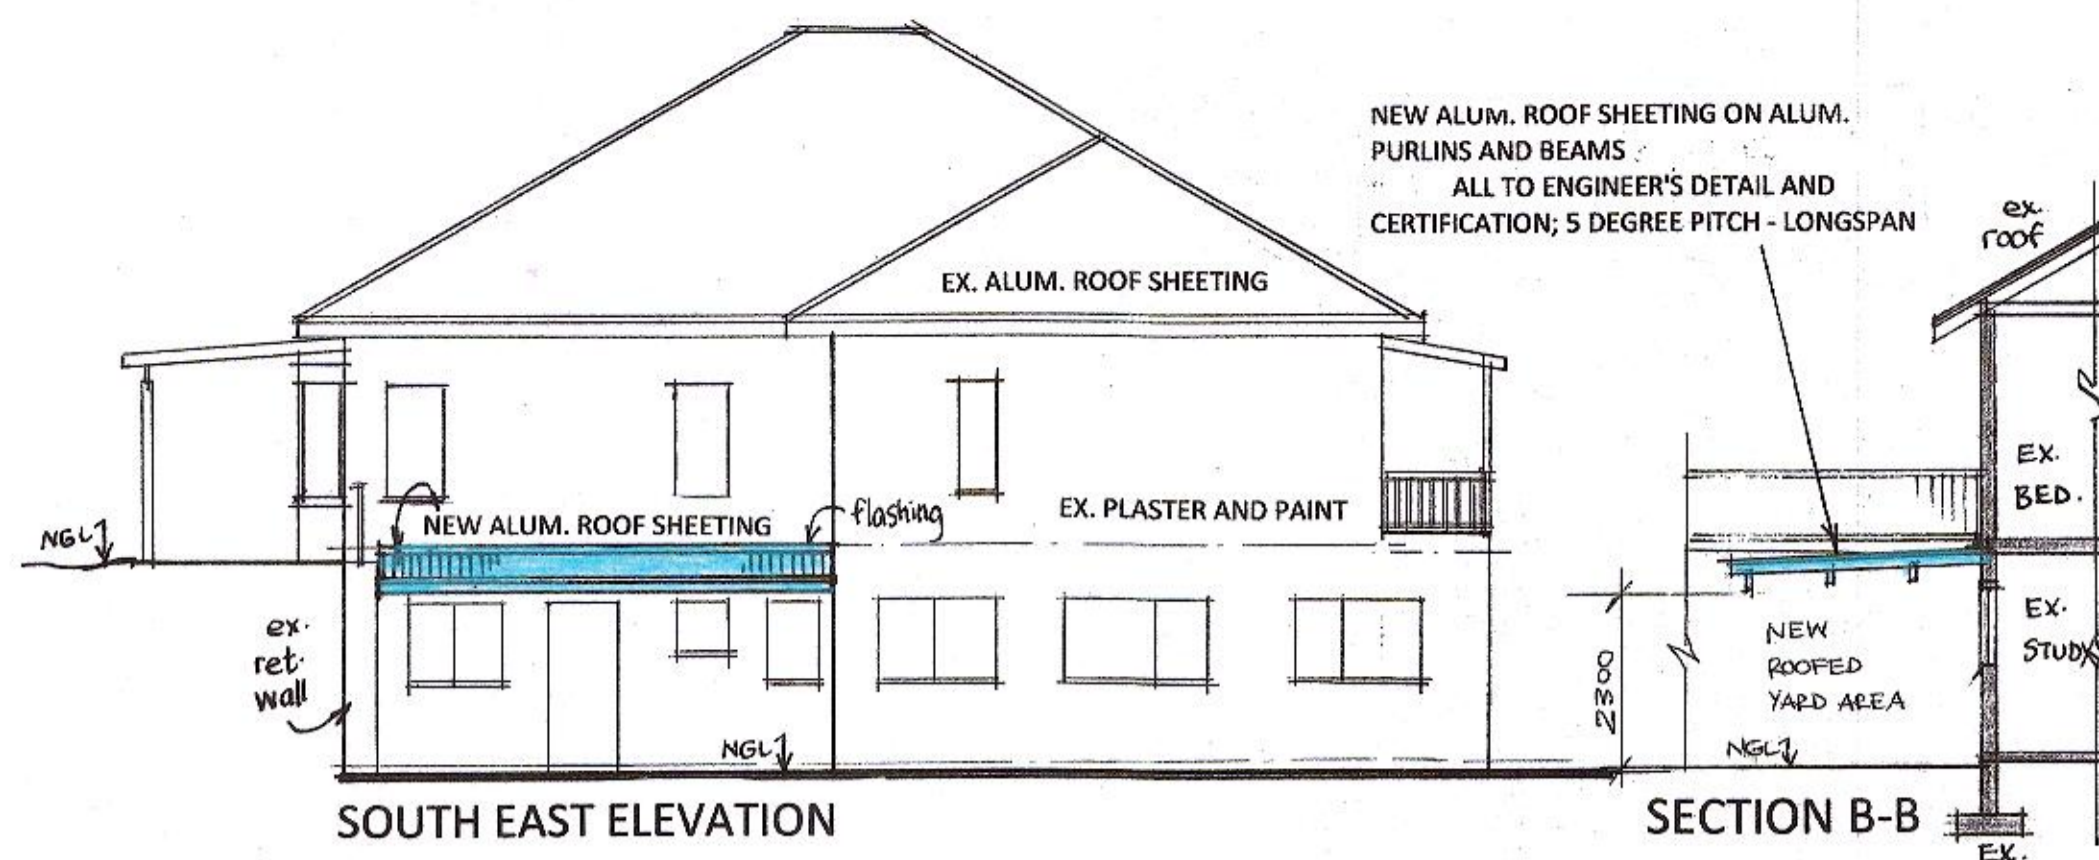 NEW ALUM. ROOF SHEETING ON ALUM.
PURLINS AND BEAMS
ALL TO ENGINEER'S DETAIL AND
CERTIFICATION; 5 DEGREE PITCH - LONGSPAN
ex.
roof
EX. ALUM. ROOF SHEETING
EX.
BED.
NEW ALUM. ROOF SHEETING
flashing
EX. PLASTER AND PAINT
NGL
ex.
ret.
wall
EX.
STUDY
NEW
ROOFED
YARD AREA
2300
NGL
NGL
SOUTH EAST ELEVATION
SECTION B-B
EX.